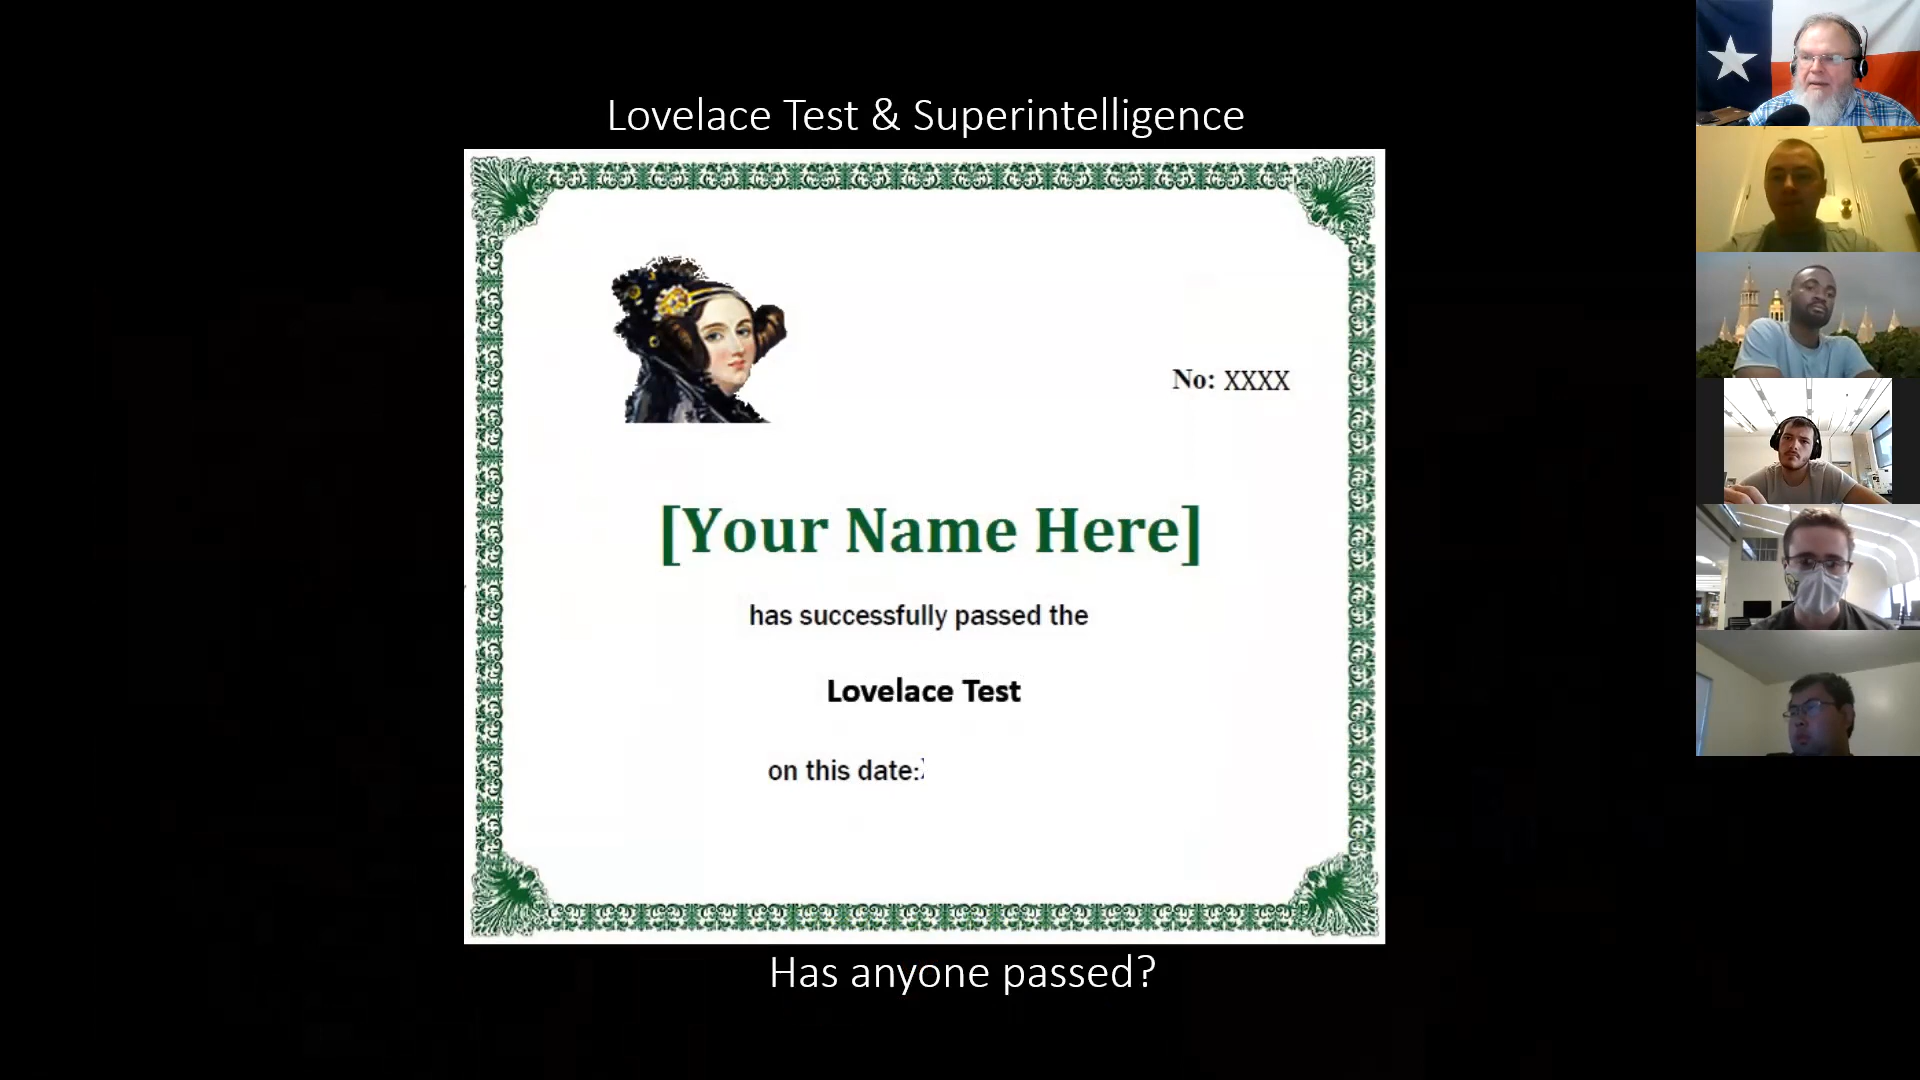 Lovelace Test & Superintelligence
No: XXXX
[Your Name Here]
has successfully passed the
Lovelace Test
on this date:
Has anyone passed?